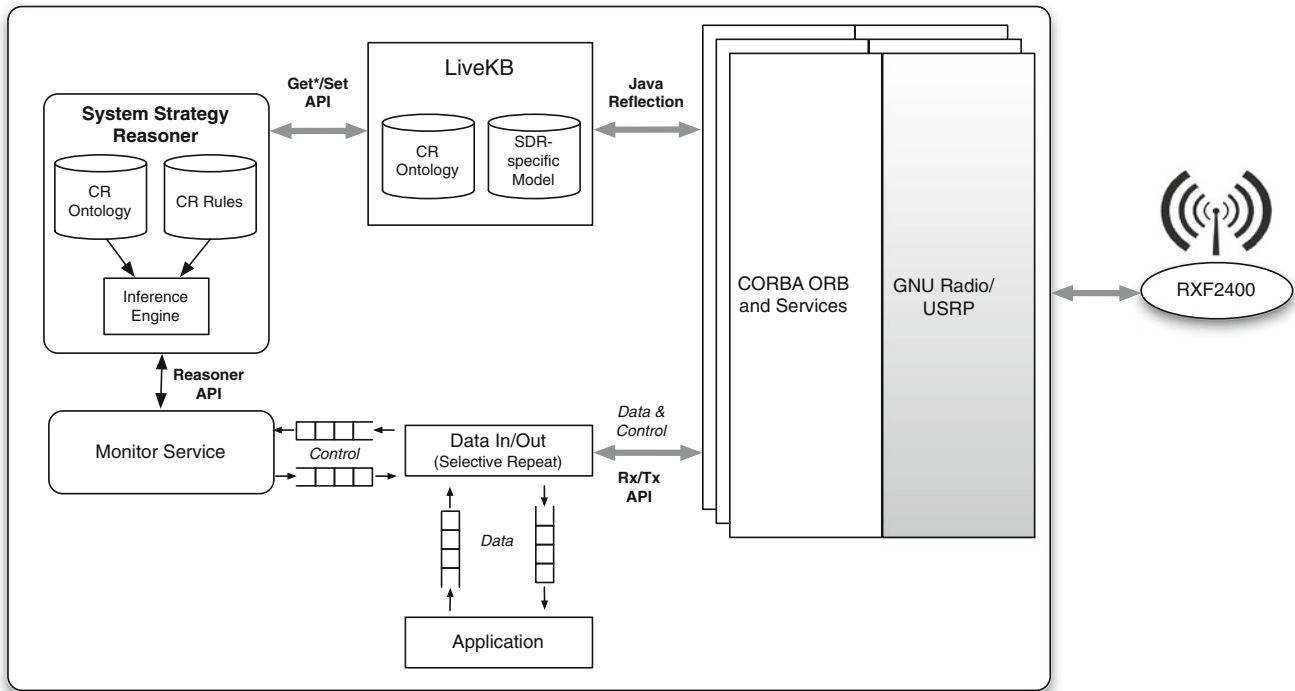 LiveKB
Get*/Set
API
Java
Reflection
System Strategy
Reasoner
CR
Ontology
CR Rules
Inference
Engine
CR
Ontology
SDR-
specific
Model
CORBA ORB
and Services
GNU Radio/
USRP
RXF2400
Reasoner
API
Monitor Service
Control
Data In/Out
(Selective Repeat)
Data &
Control
Rx/Tx
API
Data
Application